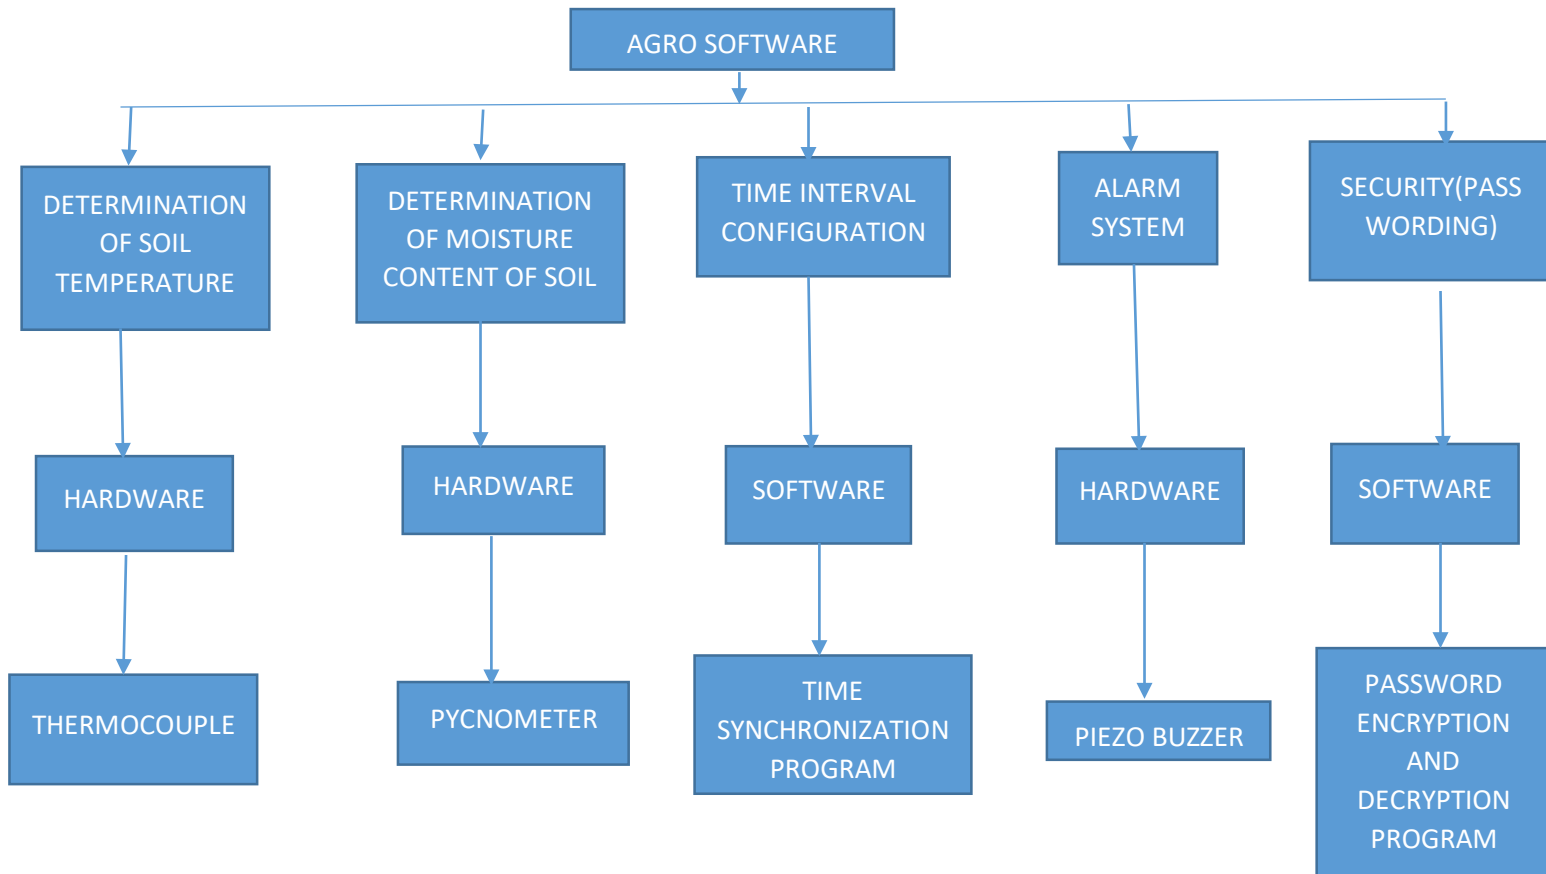 AGRO SOFTWARE
DETERMINATION
OF SOIL
TEMPERATURE
DETERMINATION
OF MOISTURE
CONTENT OF SOIL
TIME INTERVAL
CONFIGURATION
ALARM
SYSTEM
SECURITY(PASS
WORDING)
HARDWARE
HARDWARE
SOFTWARE
HARDWARE
SOFTWARE
THERMOCOUPLE
PYCNOMETER
TIME
SYNCHRONIZATION
PROGRAM
PIEZO BUZZER
PASSWORD
ENCRYPTION
AND
DECRYPTION
PROGRAM